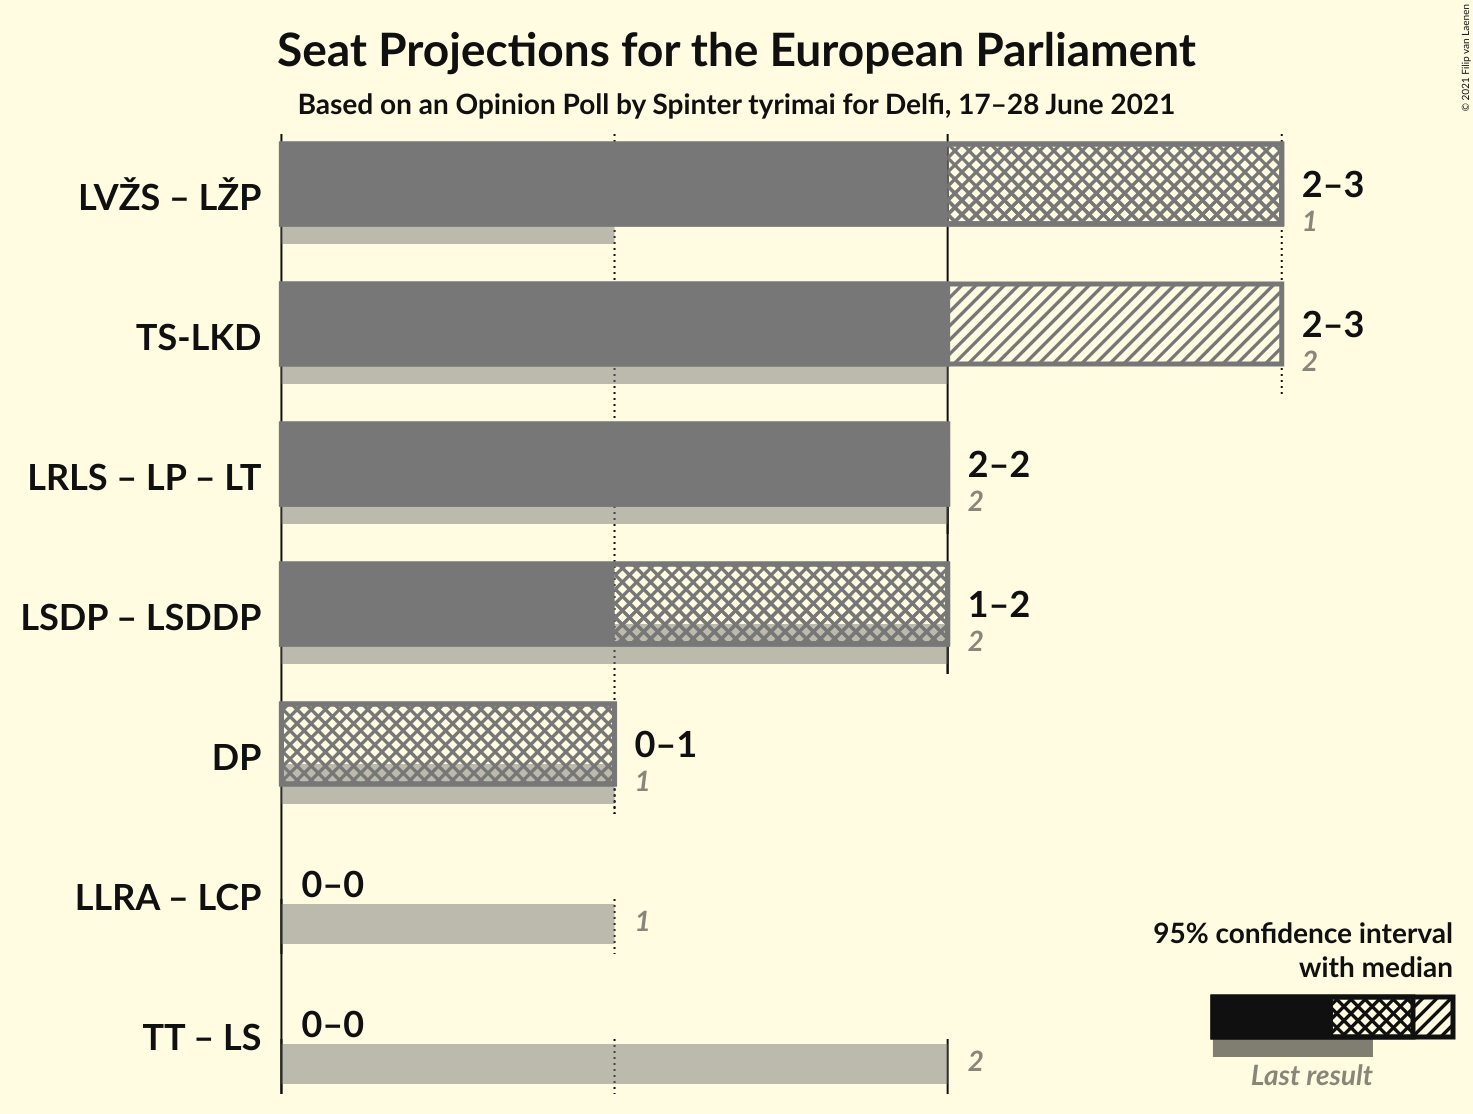 Seat Projections for the European Parliament
Based on an Opinion Poll by Spinter tyrimai for Delfi, 17–28 June 2021
© 2021 Filip van Laenen
LVŽS – LŽP
2–3
1
TS-LKD
2–3
2
LRLS – LP – LT
2–2
2
LSDP – LSDDP
1–2
2
DP
0–1
1
LLRA – LCP
0–0
1
TT – LS
0–0
2
95% confidence interval
with median
Last result